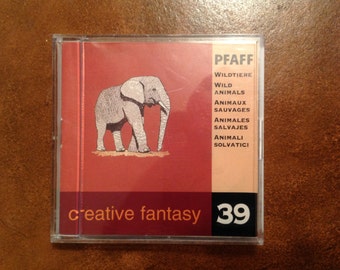 PFAFF
WILDTIERE
WILD
ANIMALS
ANIMAUX
SAUVAGES
ANIMALES
SALVAJES
ANIMALI
SOLVATICI
creative fantasy 39